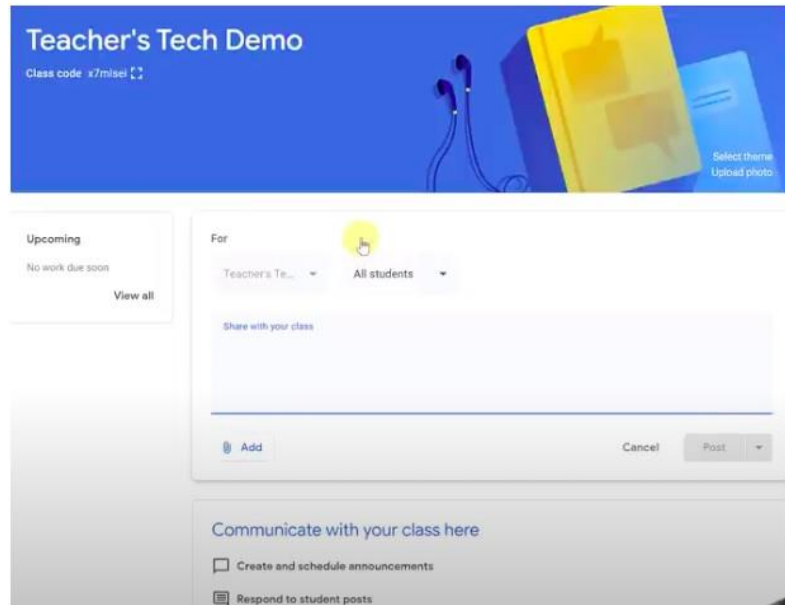 Teacher's Tech Demo
Class code x7mlsei
Select theme
Upload photo
Upcoming
No work due soon
View all
For
Teacher's Te...
All students
Share with your class
Add
Cancel
Post
Communicate with your class here
Create and schedule announcements
Respond to student posts